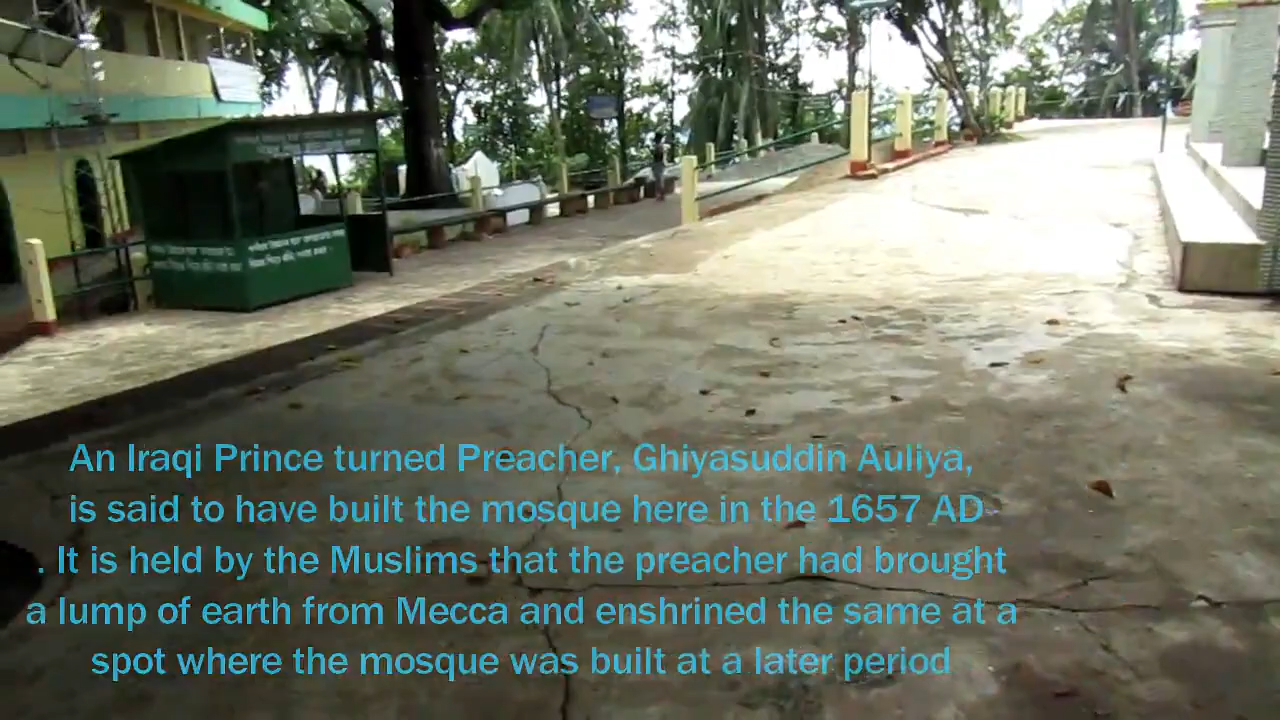 An Iraqi Prince turned Preacher, Ghiyasuddin Auliya,
is said to have built the mosque here in the 1657 AD
. It is held by the Muslims that the preacher had brought
a lump of earth from Mecca and enshrined the same at a
spot where the mosque was built at a later period